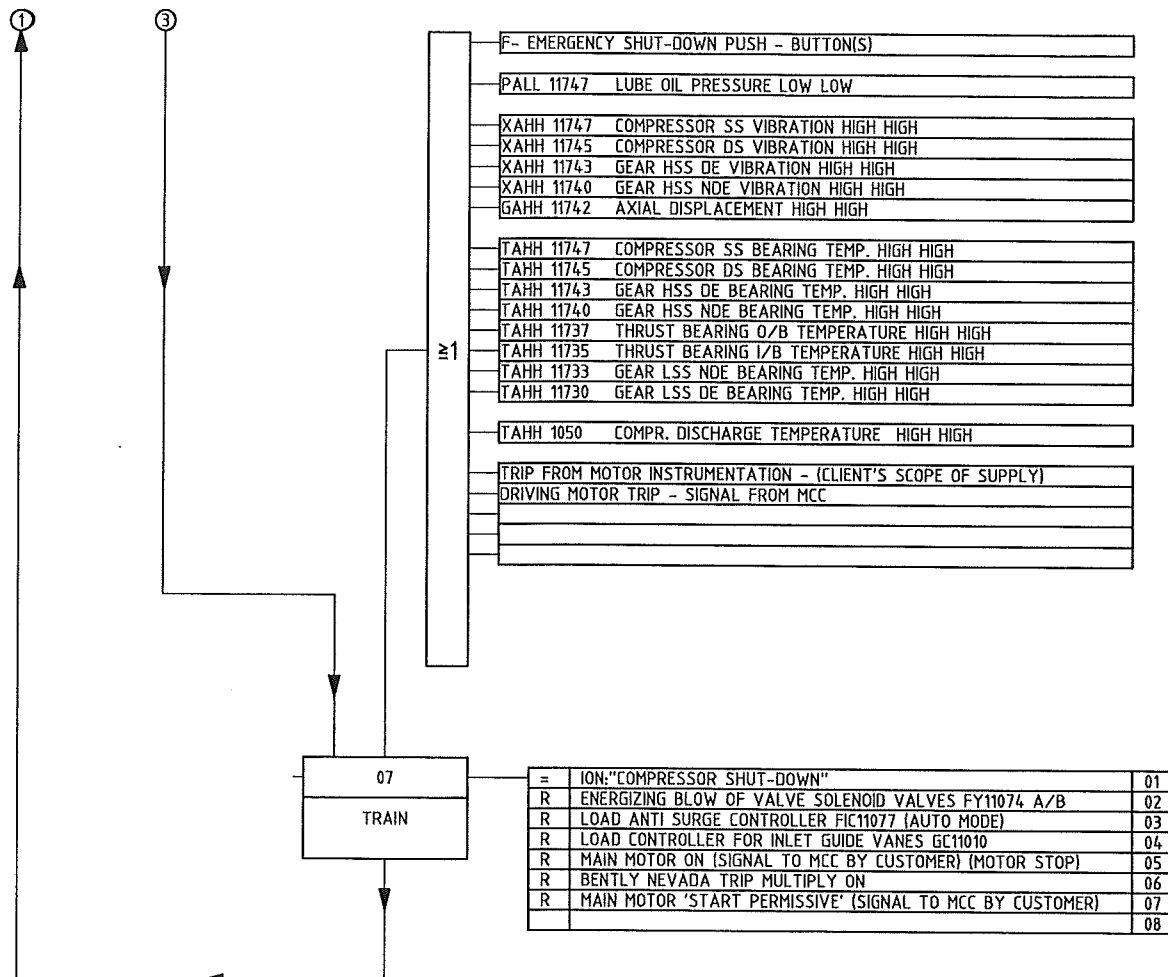 1 3
F- EMERGENCY SHUT-DOWN PUSH - BUTTON(S)
PALL 11747 LUBE OIL PRESSURE LOW LOW
XAHH 11747 COMPRESSOR SS VIBRATION HIGH HIGH
XAHH 11745 COMPRESSOR DS VIBRATION HIGH HIGH
XAHH 11743 GEAR HSS DE VIBRATION HIGH HIGH
XAHH 11740 GEAR HSS NDE VIBRATION HIGH HIGH
GAHH 11742 AXIAL DISPLACEMENT HIGH HIGH
TAHH 11747 COMPRESSOR SS BEARING TEMP. HIGH HIGH
TAHH 11745 COMPRESSOR DS BEARING TEMP. HIGH HIGH
TAHH 11743 GEAR HSS DE BEARING TEMP. HIGH HIGH
TAHH 11740 GEAR HSS NDE BEARING TEMP. HIGH HIGH
TAHH 11737 THRUST BEARING O/B TEMPERATURE HIGH HIGH
≥1
TAHH 11735 THRUST BEARING I/B TEMPERATURE HIGH HIGH
TAHH 11733 GEAR LSS NDE BEARING TEMP. HIGH HIGH
TAHH 11730 GEAR LSS DE BEARING TEMP. HIGH HIGH
TAHH 1050 COMPR. DISCHARGE TEMPERATURE HIGH HIGH
TRIP FROM MOTOR INSTRUMENTATION - (CLIENT'S SCOPE OF SUPPLY)
DRIVING MOTOR TRIP - SIGNAL FROM MCC
07
TRAIN
= ION:"COMPRESSOR SHUT-DOWN" 01
R ENERGIZING BLOW OF VALVE SOLENOID VALVES FY11074 A/B 02
R LOAD ANTI SURGE CONTROLLER FIC11077 (AUTO MODE) 03
R LOAD CONTROLLER FOR INLET GUIDE VANES GC11010 04
R MAIN MOTOR ON (SIGNAL TO MCC BY CUSTOMER) (MOTOR STOP) 05
R BENTLY NEVADA TRIP MULTIPLY ON 06
R MAIN MOTOR 'START PERMISSIVE' (SIGNAL TO MCC BY CUSTOMER) 07
08